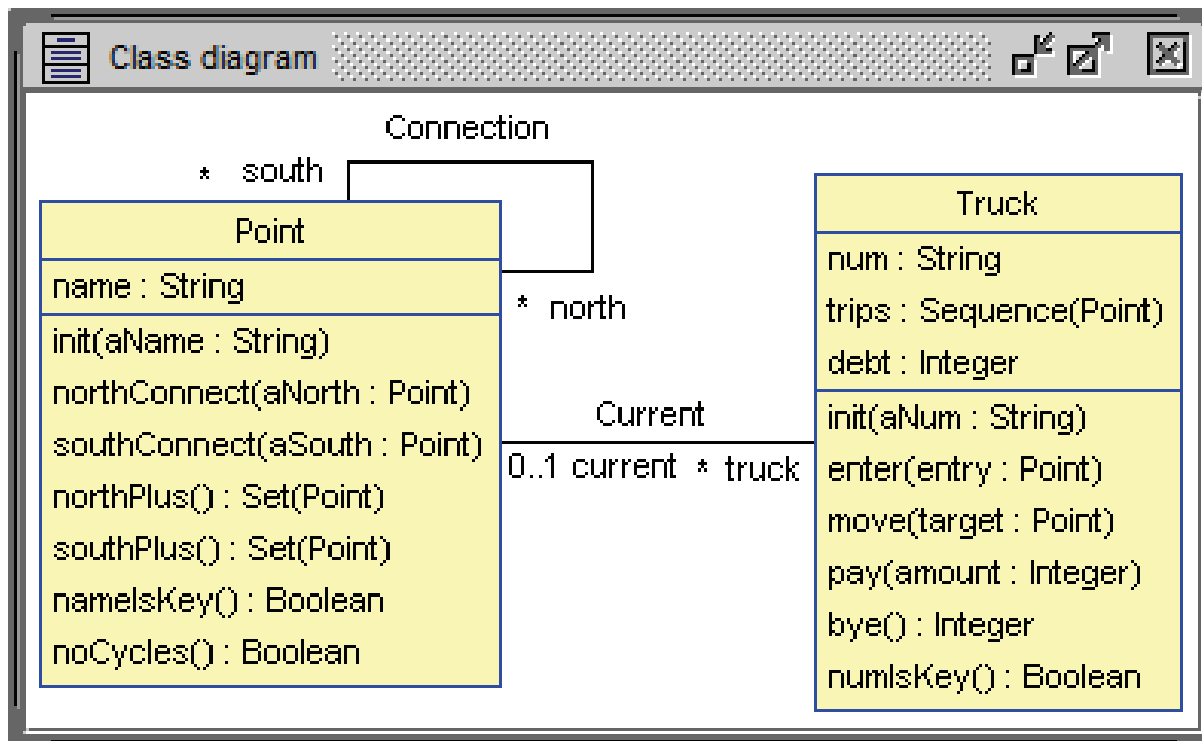 Class diagram
Connection
* south
Point
name : String
init(aName : String)
northConnect(aNorth : Point)
southConnect(aSouth : Point)
northPlus() : Set(Point)
southPlus() : Set(Point)
nameIsKey() : Boolean
noCycles() : Boolean
* north
Current
0..1 current * truck
Truck
num : String
trips : Sequence(Point)
debt : Integer
init(aNum : String)
enter(entry : Point)
move(target : Point)
pay(amount : Integer)
bye() : Integer
numIsKey() : Boolean